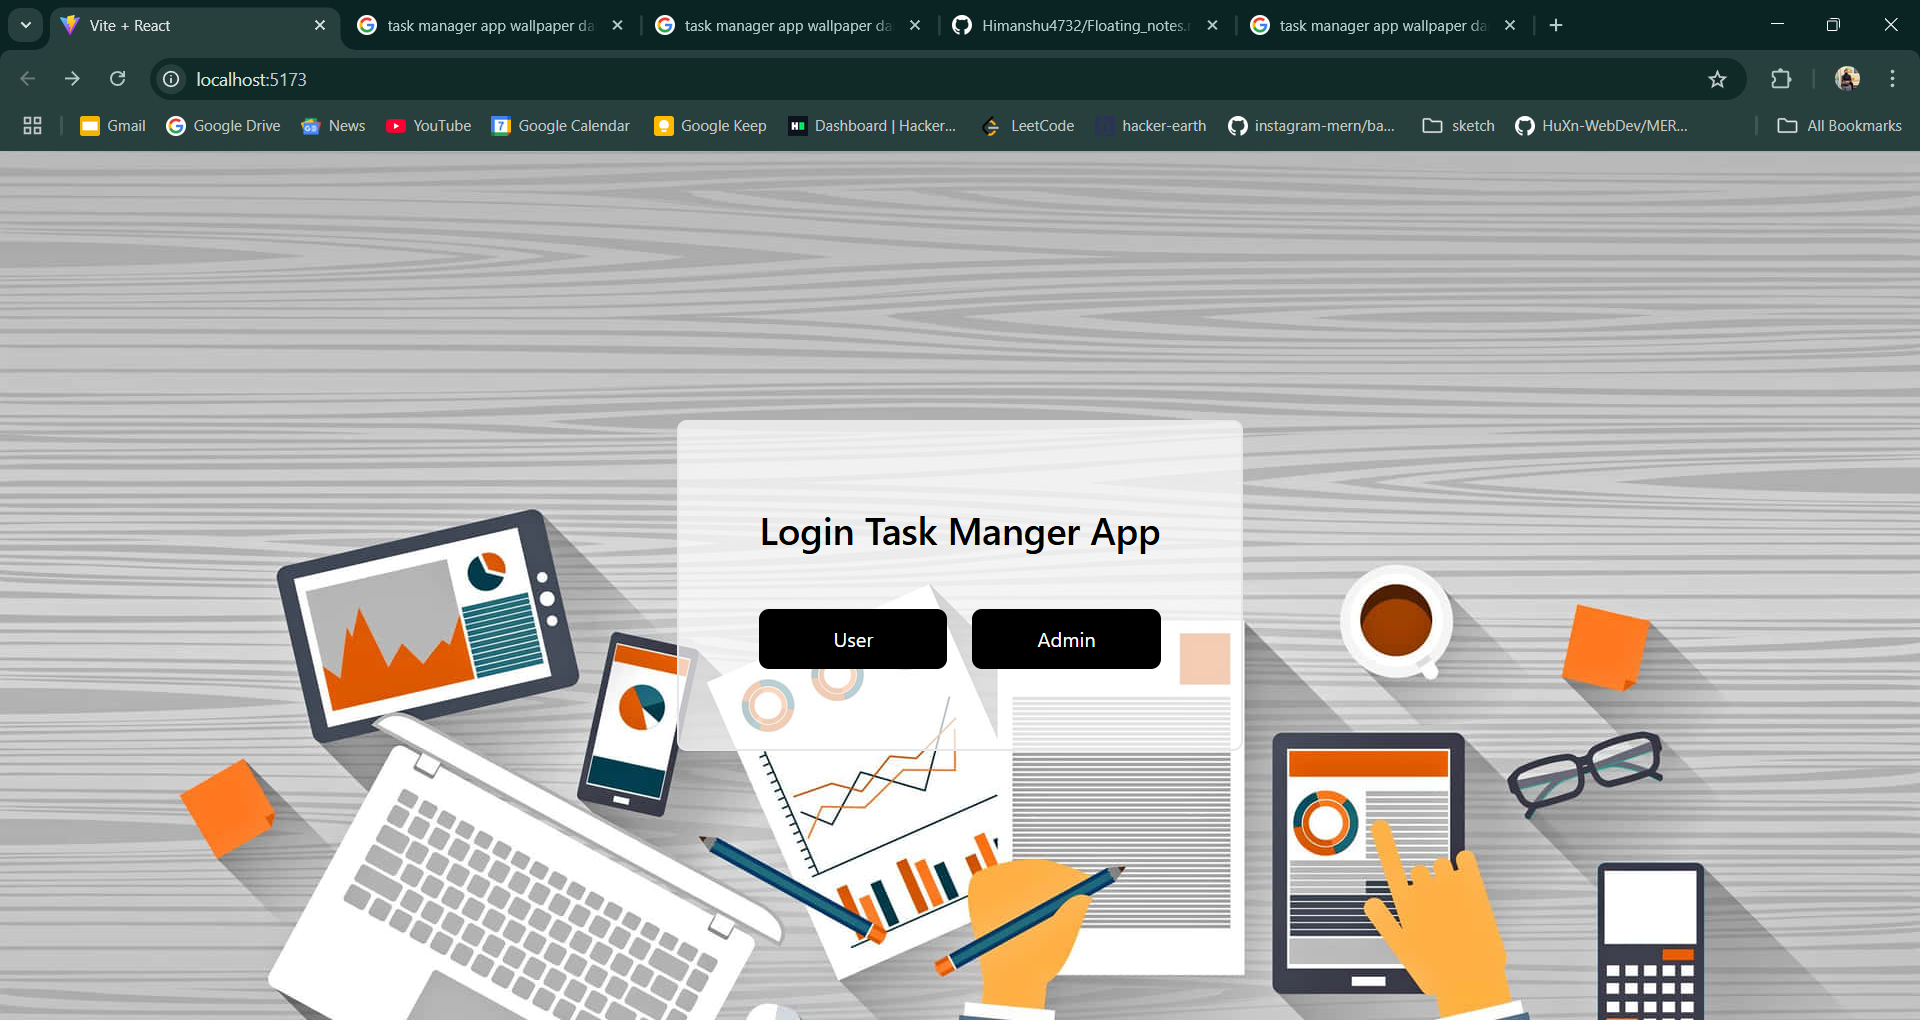 Vite + React
task manager app wallpaper da
task manager app wallpaper da
Himanshu4732/Floating_notes.
task manager app wallpaper da
localhost:5173
Gmail
Google Drive
News
YouTube
7 Google Calendar
Google Keep
H Dashboard | Hacker...
LeetCode
hacker-earth
instagram-mern/ba...
sketch
HuXn-WebDev/MER...
All Bookmarks
Login Task Manger App
User
Admin